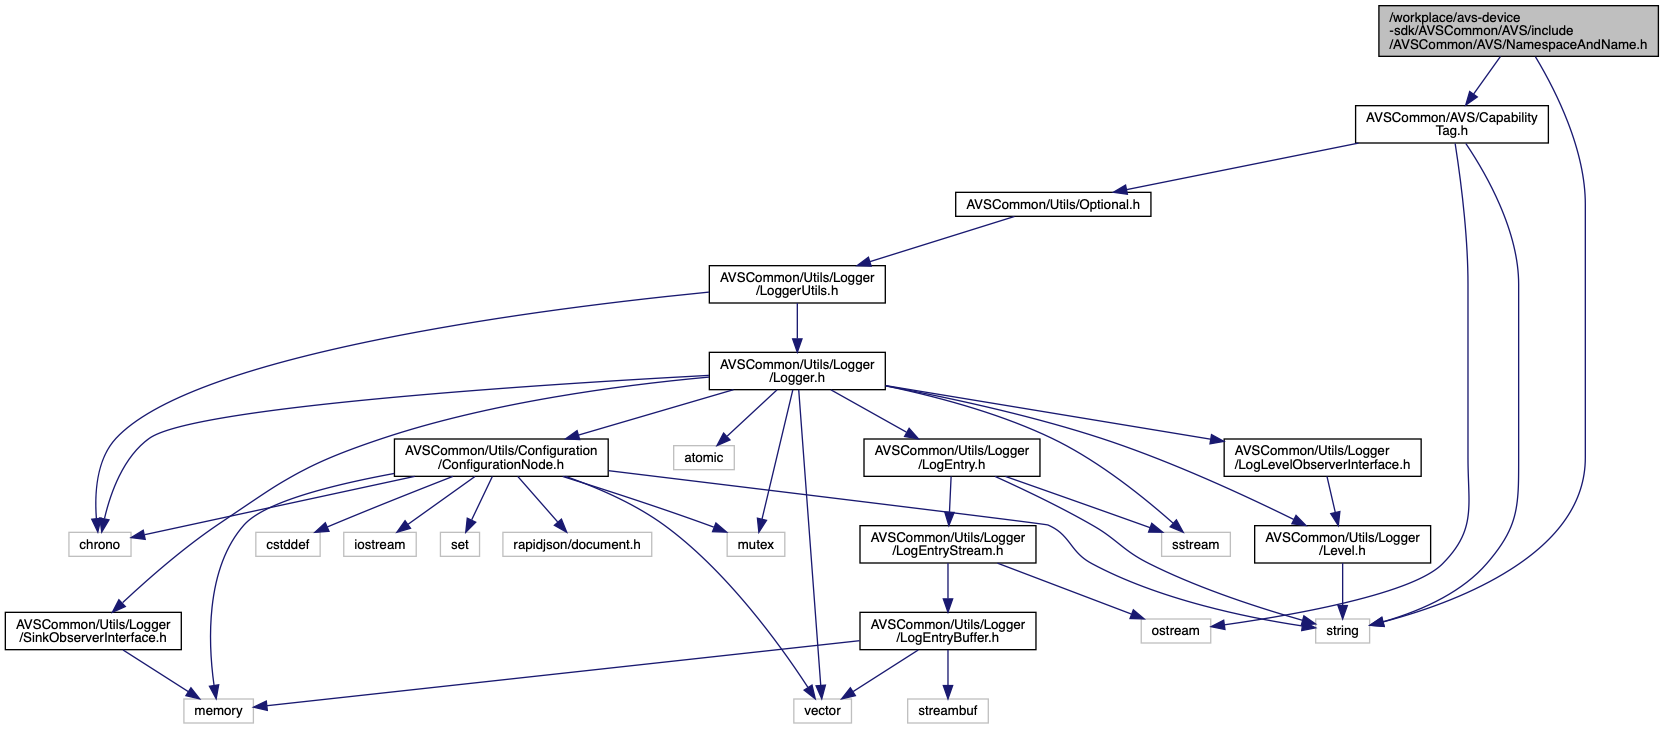 /workplace/avs-device
-sdk/AVSCommon/AVS/include
/AVSCommon/AVS/NamespaceAndName.h
AVSCommon/AVS/Capability
Tag.h
AVSCommon/Utils/Optional.h
AVSCommon/Utils/Logger
/LoggerUtils.h
AVSCommon/Utils/Logger
/Logger.h
AVSCommon/Utils/Configuration
/ConfigurationNode.h
atomic
AVSCommon/Utils/Logger
/LogEntry.h
AVSCommon/Utils/Logger
/LogLevelObserverInterface.h
chrono
cstddef
iostream
set
rapidjson/document.h
mutex
AVSCommon/Utils/Logger
/LogEntryStream.h
sstream
AVSCommon/Utils/Logger
/Level.h
AVSCommon/Utils/Logger
/SinkObserverInterface.h
AVSCommon/Utils/Logger
/LogEntryBuffer.h
ostream
string
memory
vector
streambuf